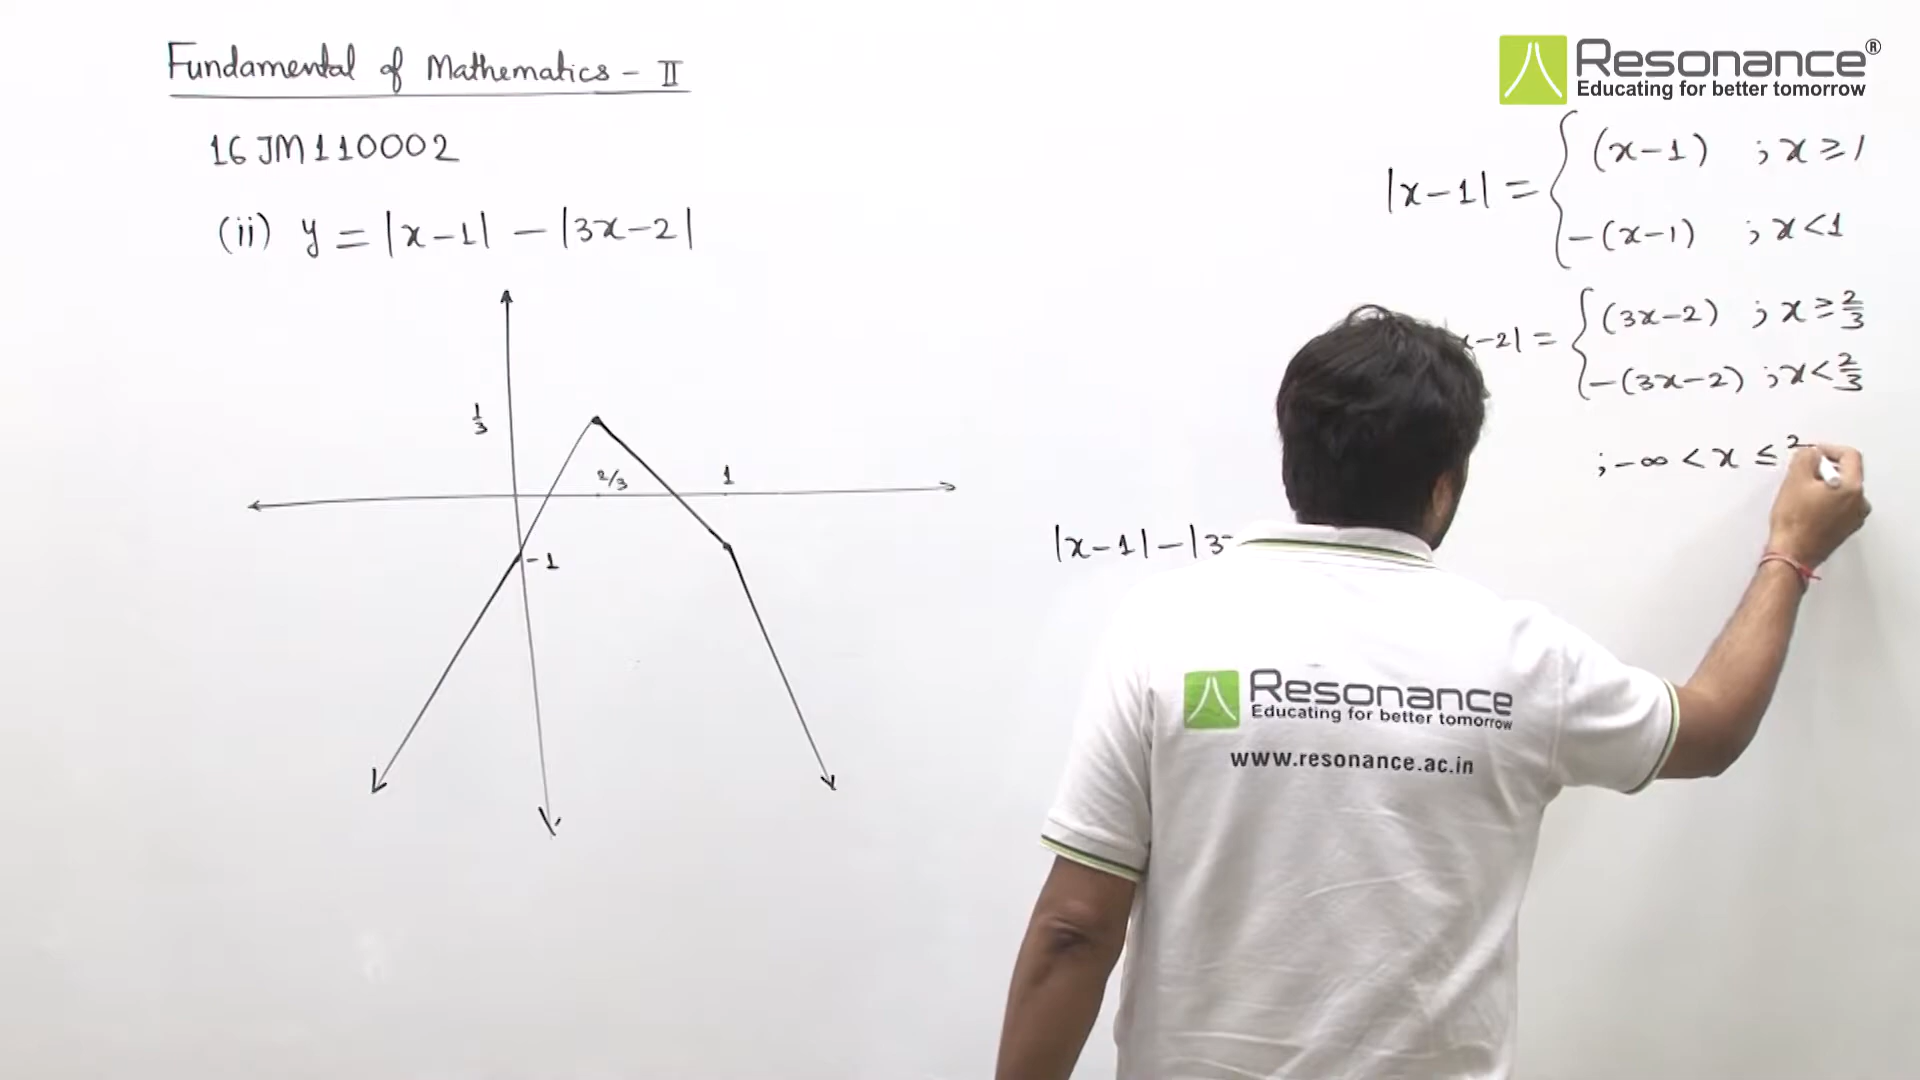 Fundamental of Mathematics - II
16JM110002
(ii) y = |x-1| - |3x-2|
1/3
2/3
1
-1
Resonance®
Educating for better tomorrow
|x-1| = { (x-1) ; x ≥ 1
-(x-1) ; x < 1
x-2| = { (3x-2) ; x ≥ 2/3
-(3x-2) ; x < 2/3
; -∞ < x ≤ 2
|x-1| - |3-
Resonance
Educating for better tomorrow
www.resonance.ac.in